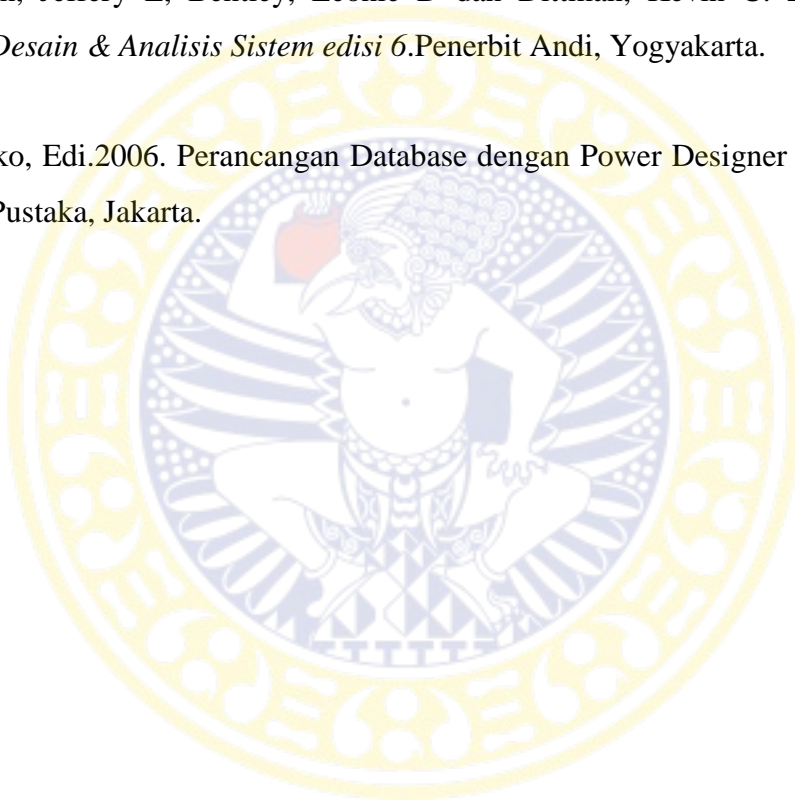 Jeffery L, Bentley, Lconie D dan Dittman, Kevin C.
Desain & Analisis Sistem edisi 6.Penerbit Andi, Yogyakarta.
ko, Edi.2006. Perancangan Database dengan Power Designer
Pustaka, Jakarta.